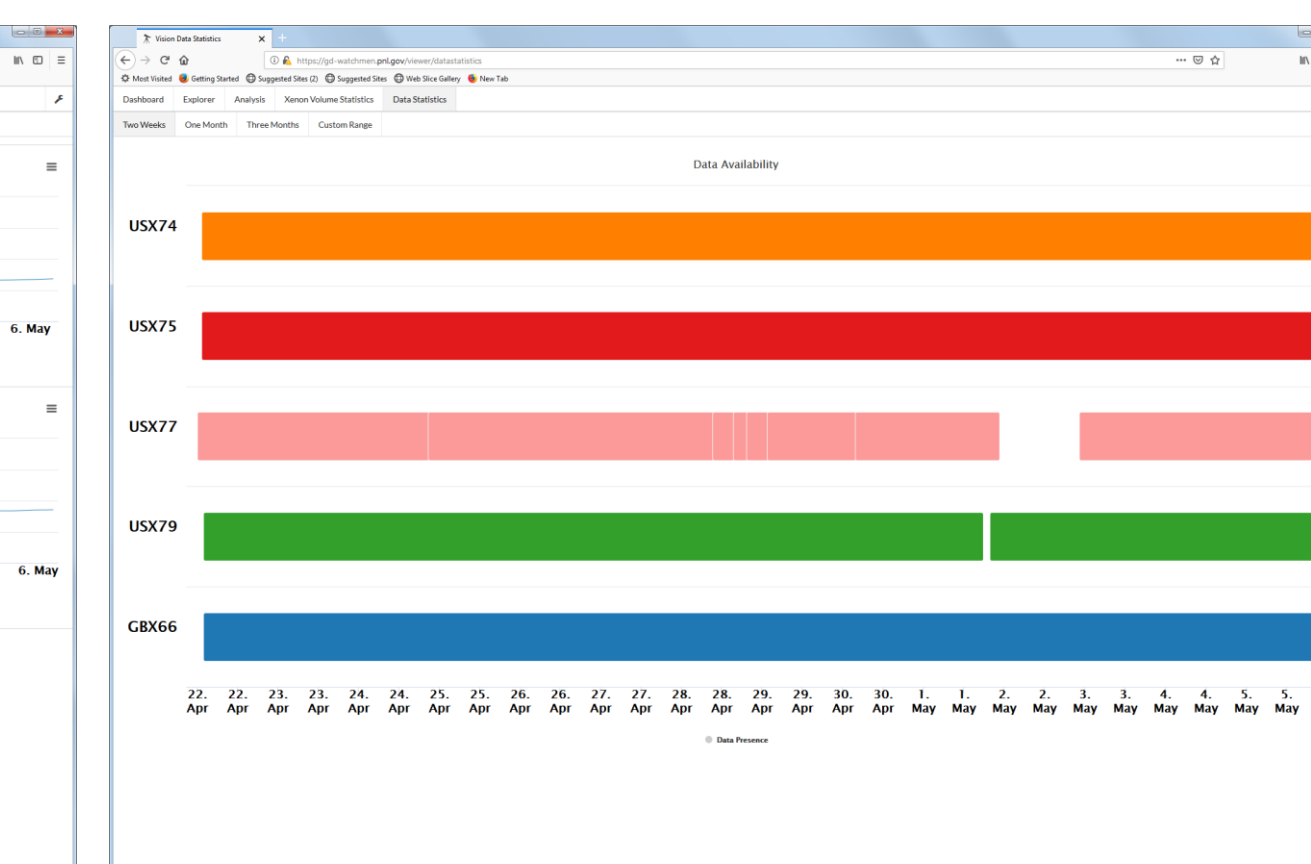 6. May
6. May
Vision Data Statistics
https://gd-watchmen.pnl.gov/viewer/datastatistics
Most Visited Getting Started Suggested Sites (2) Suggested Sites Web Slice Gallery New Tab
Dashboard Explorer Analysis Xenon Volume Statistics Data Statistics
Two Weeks One Month Three Months Custom Range
Data Availability
USX74
USX75
USX77
USX79
GBX66
22. 22. 23. 23. 24. 24. 25. 25. 26. 26. 27. 27. 28. 28. 29. 29. 30. 30. 1. 1. 2. 2. 3. 3. 4. 4. 5. 5.
Apr Apr Apr Apr Apr Apr Apr Apr Apr Apr Apr Apr Apr Apr Apr Apr Apr Apr May May May May May May May May May May
Data Presence